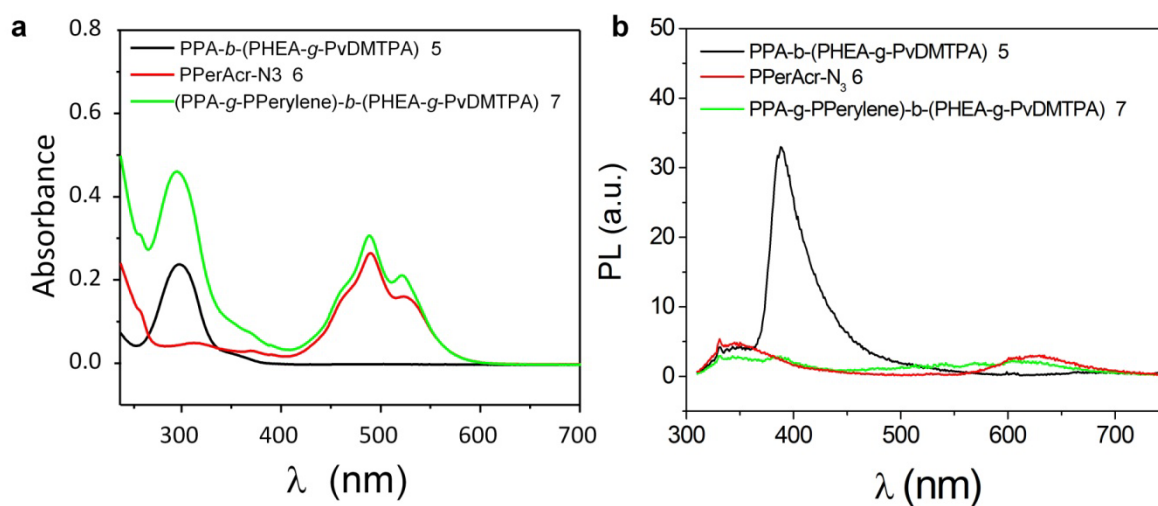 a
0.8
0.6
0.4
0.2
0.0
Absorbance
300
400
500
600
700
λ (nm)
PPA-b-(PHEA-g-PvDMTPA) 5
PPerAcr-N3 6
(PPA-g-PPerylene)-b-(PHEA-g-PvDMTPA) 7
b
50
40
30
20
10
0
PL (a.u.)
300
400
500
600
700
λ (nm)
PPA-b-(PHEA-g-PvDMTPA) 5
PPerAcr-N₃ 6
PPA-g-PPerylene)-b-(PHEA-g-PvDMTPA) 7